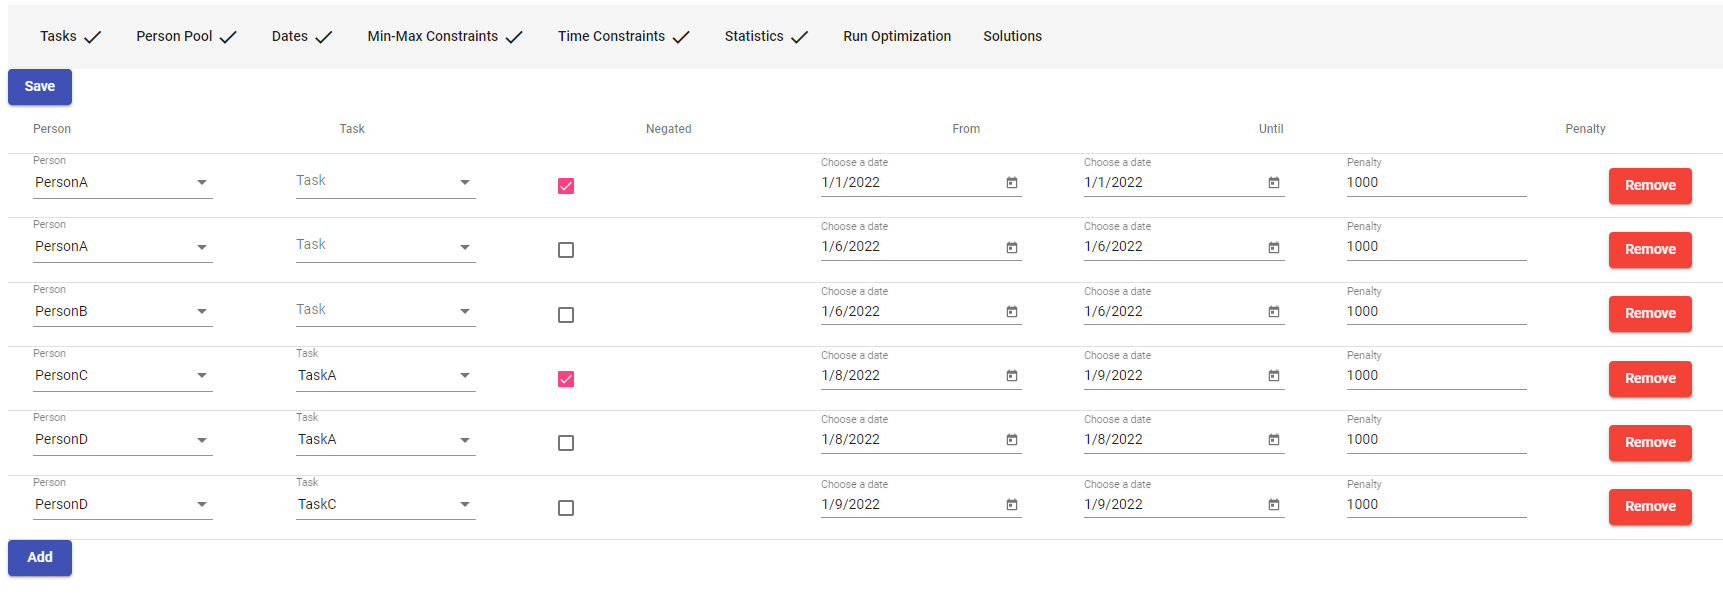 Tasks Person Pool Dates Min-Max Constraints Time Constraints Statistics Run Optimization Solutions
Save
Person Task Negated From Until Penalty
Person Choose a date Choose a date Penalty
PersonA Task 1/1/2022 1/1/2022 1000 Remove
Person Choose a date Choose a date Penalty
PersonA Task 1/6/2022 1/6/2022 1000 Remove
Person Choose a date Choose a date Penalty
PersonB Task 1/6/2022 1/6/2022 1000 Remove
Person Task Choose a date Choose a date Penalty
PersonC TaskA 1/8/2022 1/9/2022 1000 Remove
Person Task Choose a date Choose a date Penalty
PersonD TaskA 1/8/2022 1/8/2022 1000 Remove
Person Task Choose a date Choose a date Penalty
PersonD TaskC 1/9/2022 1/9/2022 1000 Remove
Add